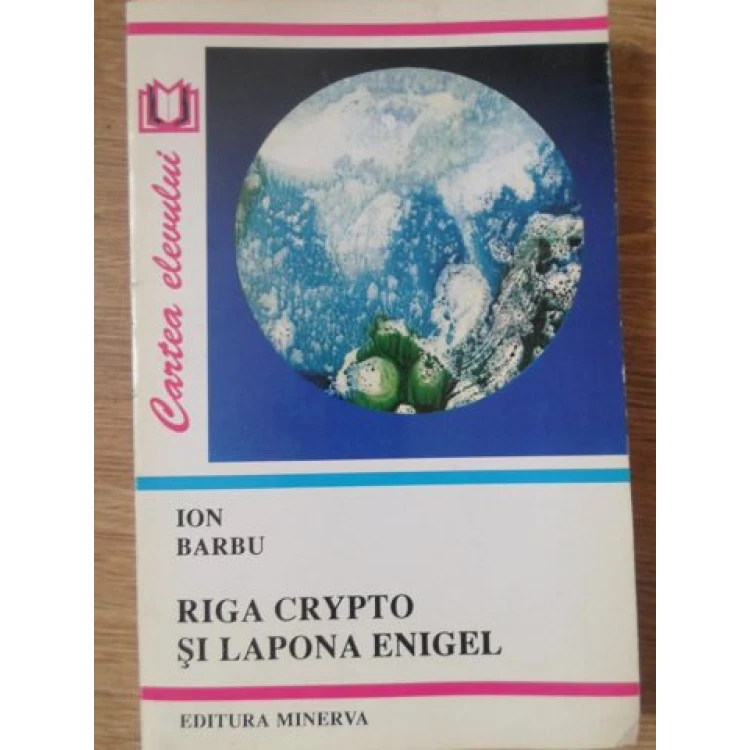 Cartea elevului
ION
BARBU
RIGA CRYPTO
ŞI LAPONA ENIGEL
EDITURA MINERVA